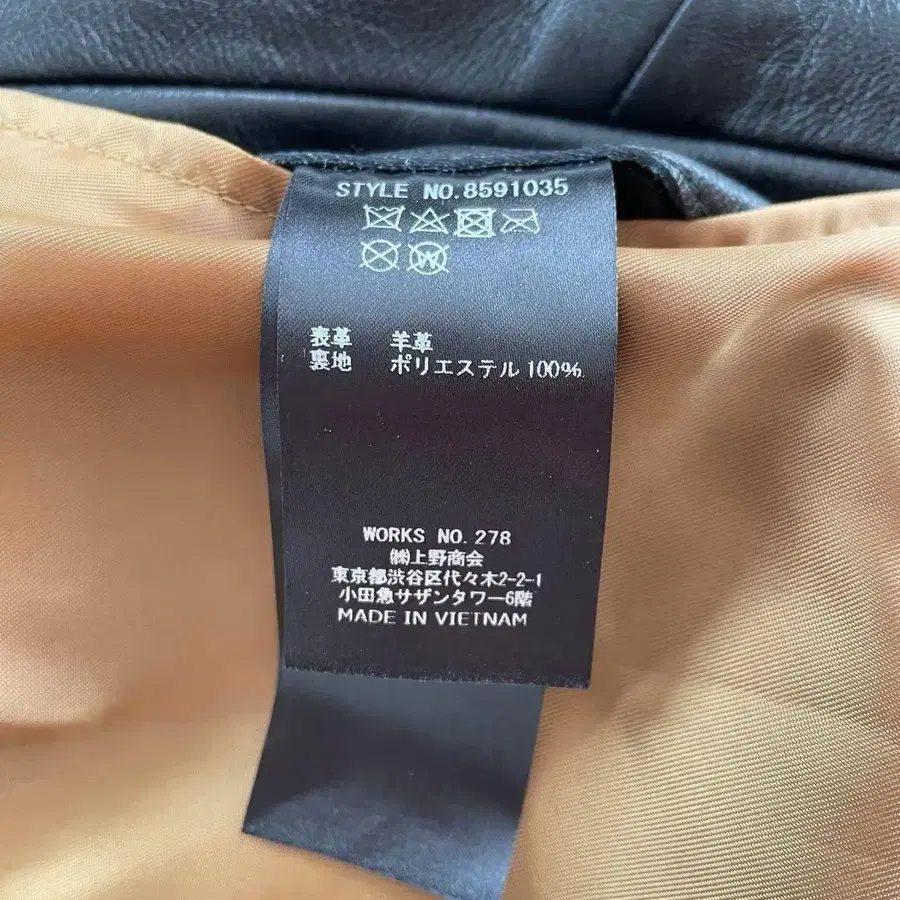 STYLE NO.8591035
W
表革 羊革
裏地 ポリエステル 100%
WORKS NO. 278
㈱上野商会
東京都渋谷区代々木2-2-1
小田急サザンタワー6階
MADE IN VIETNAM